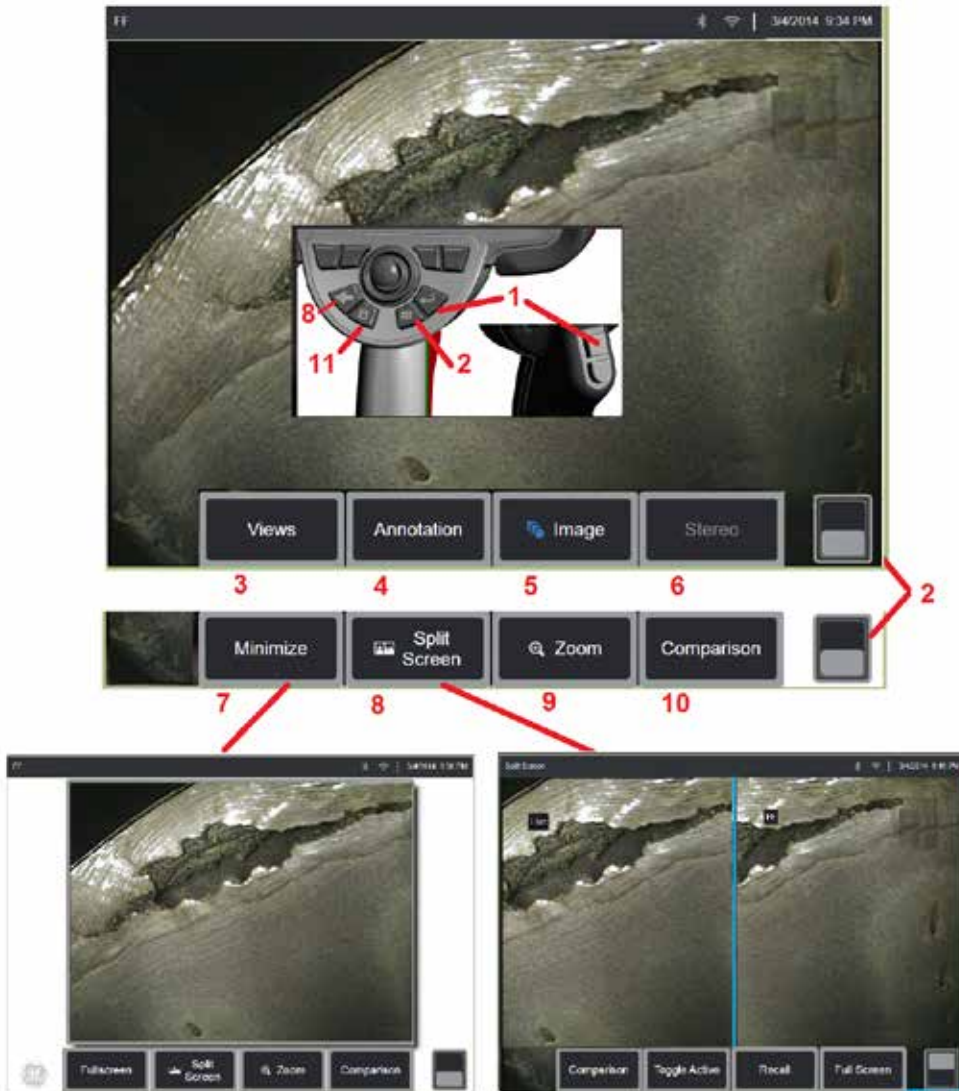 FF 3/4/2014 9:34 PM
1
8
11 2
Views Annotation Image Stereo
3 4 5 6
2
Minimize Split Screen Zoom Comparison
7 8 9 10
FF
Split Screen
FF
Fullscreen Split Screen Zoom Comparison
Comparison Toggle Active Recall Full Screen